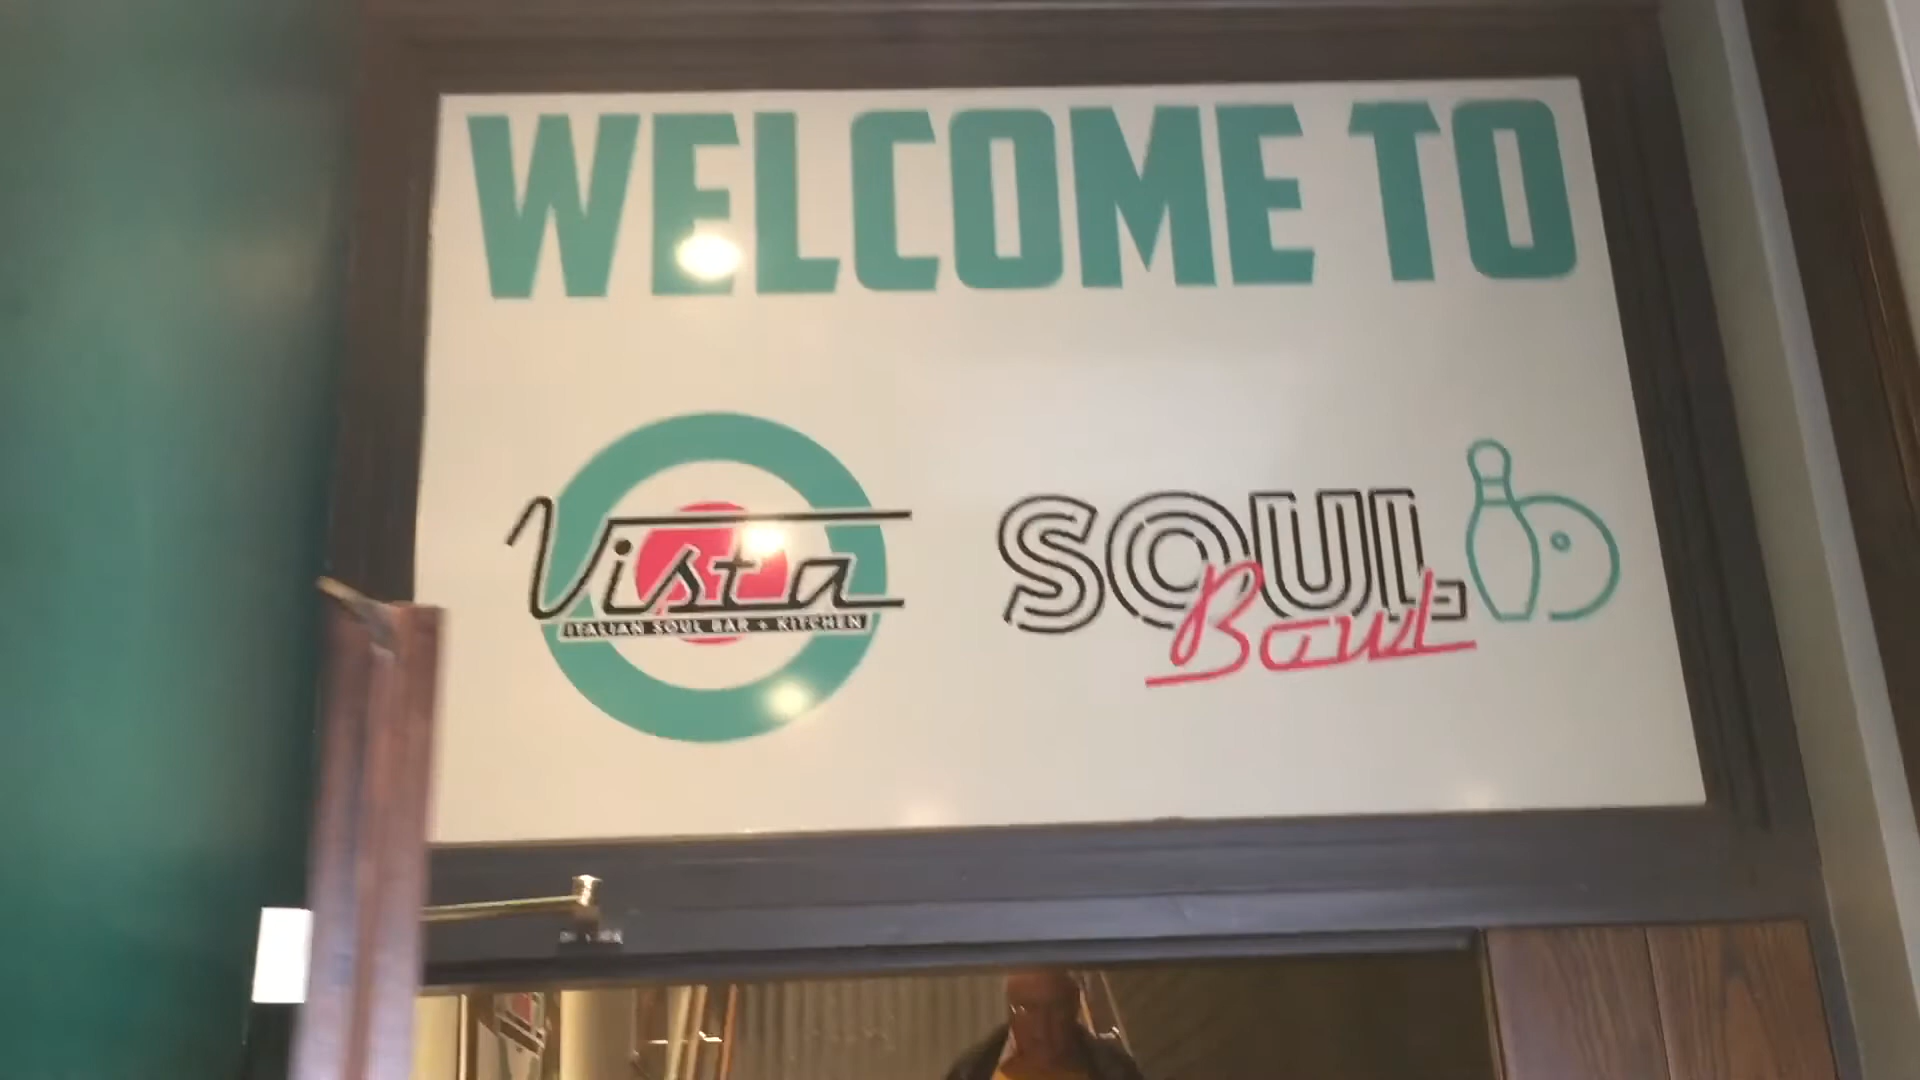 WELCOME TO
Vista
ITALIAN SOUL BAR + KITCHEN
SOUL
Bowl